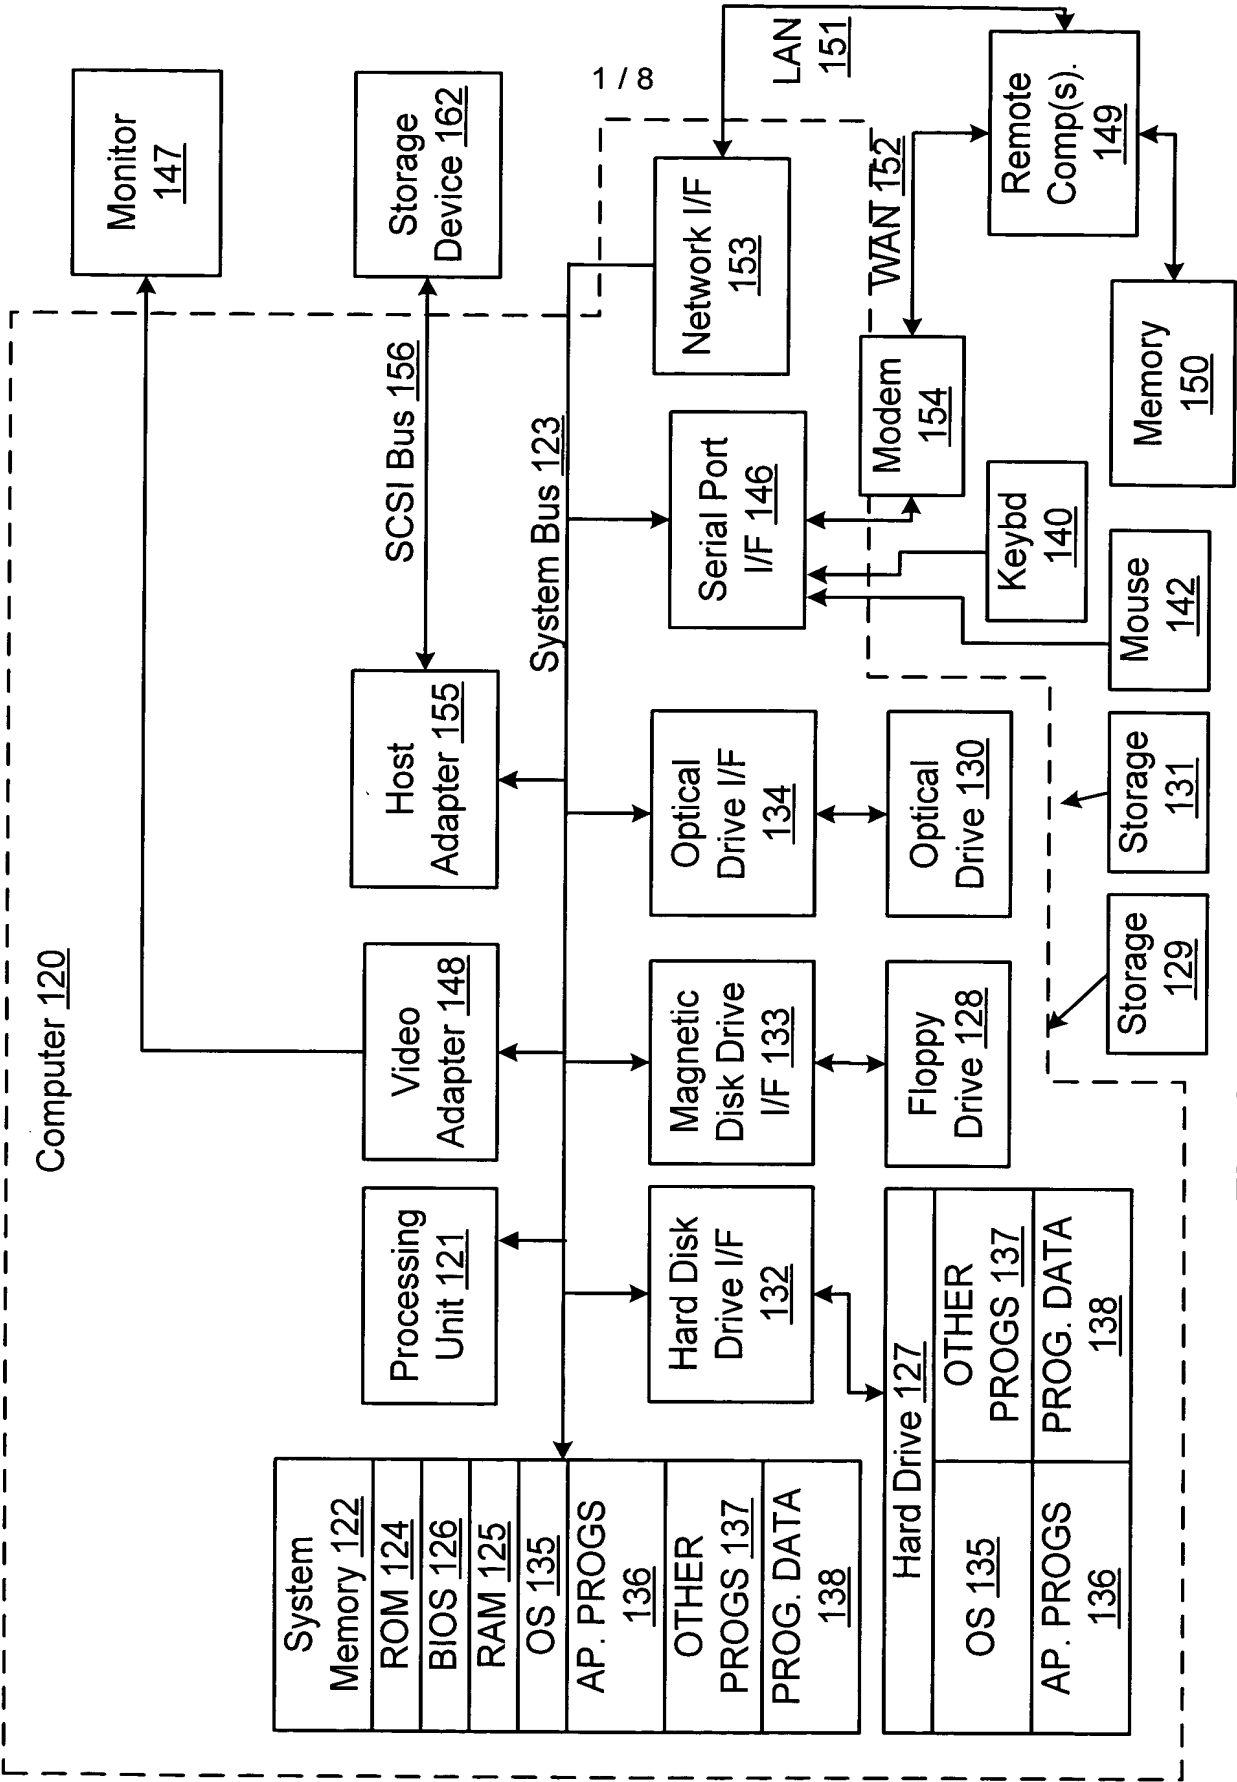 1 / 8
Computer 120
Monitor
147
Storage
Device 162
SCSI Bus 156
System
Memory 122
ROM 124
BIOS 126
RAM 125
OS 135
AP. PROGS
136
OTHER
PROGS 137
PROG. DATA
138
Processing
Unit 121
Video
Adapter 148
Host
Adapter 155
System Bus 123
Hard Disk
Drive I/F
132
Magnetic
Disk Drive
I/F 133
Optical
Drive I/F
134
Serial Port
I/F 146
Network I/F
153
LAN
151
Hard Drive 127
OS 135
OTHER
PROGS 137
AP. PROGS
136
PROG. DATA
138
Floppy
Drive 128
Optical
Drive 130
Modem
154
WAN 152
Remote
Comp(s).
149
Storage
129
Storage
131
Mouse
142
Keybd
140
Memory
150